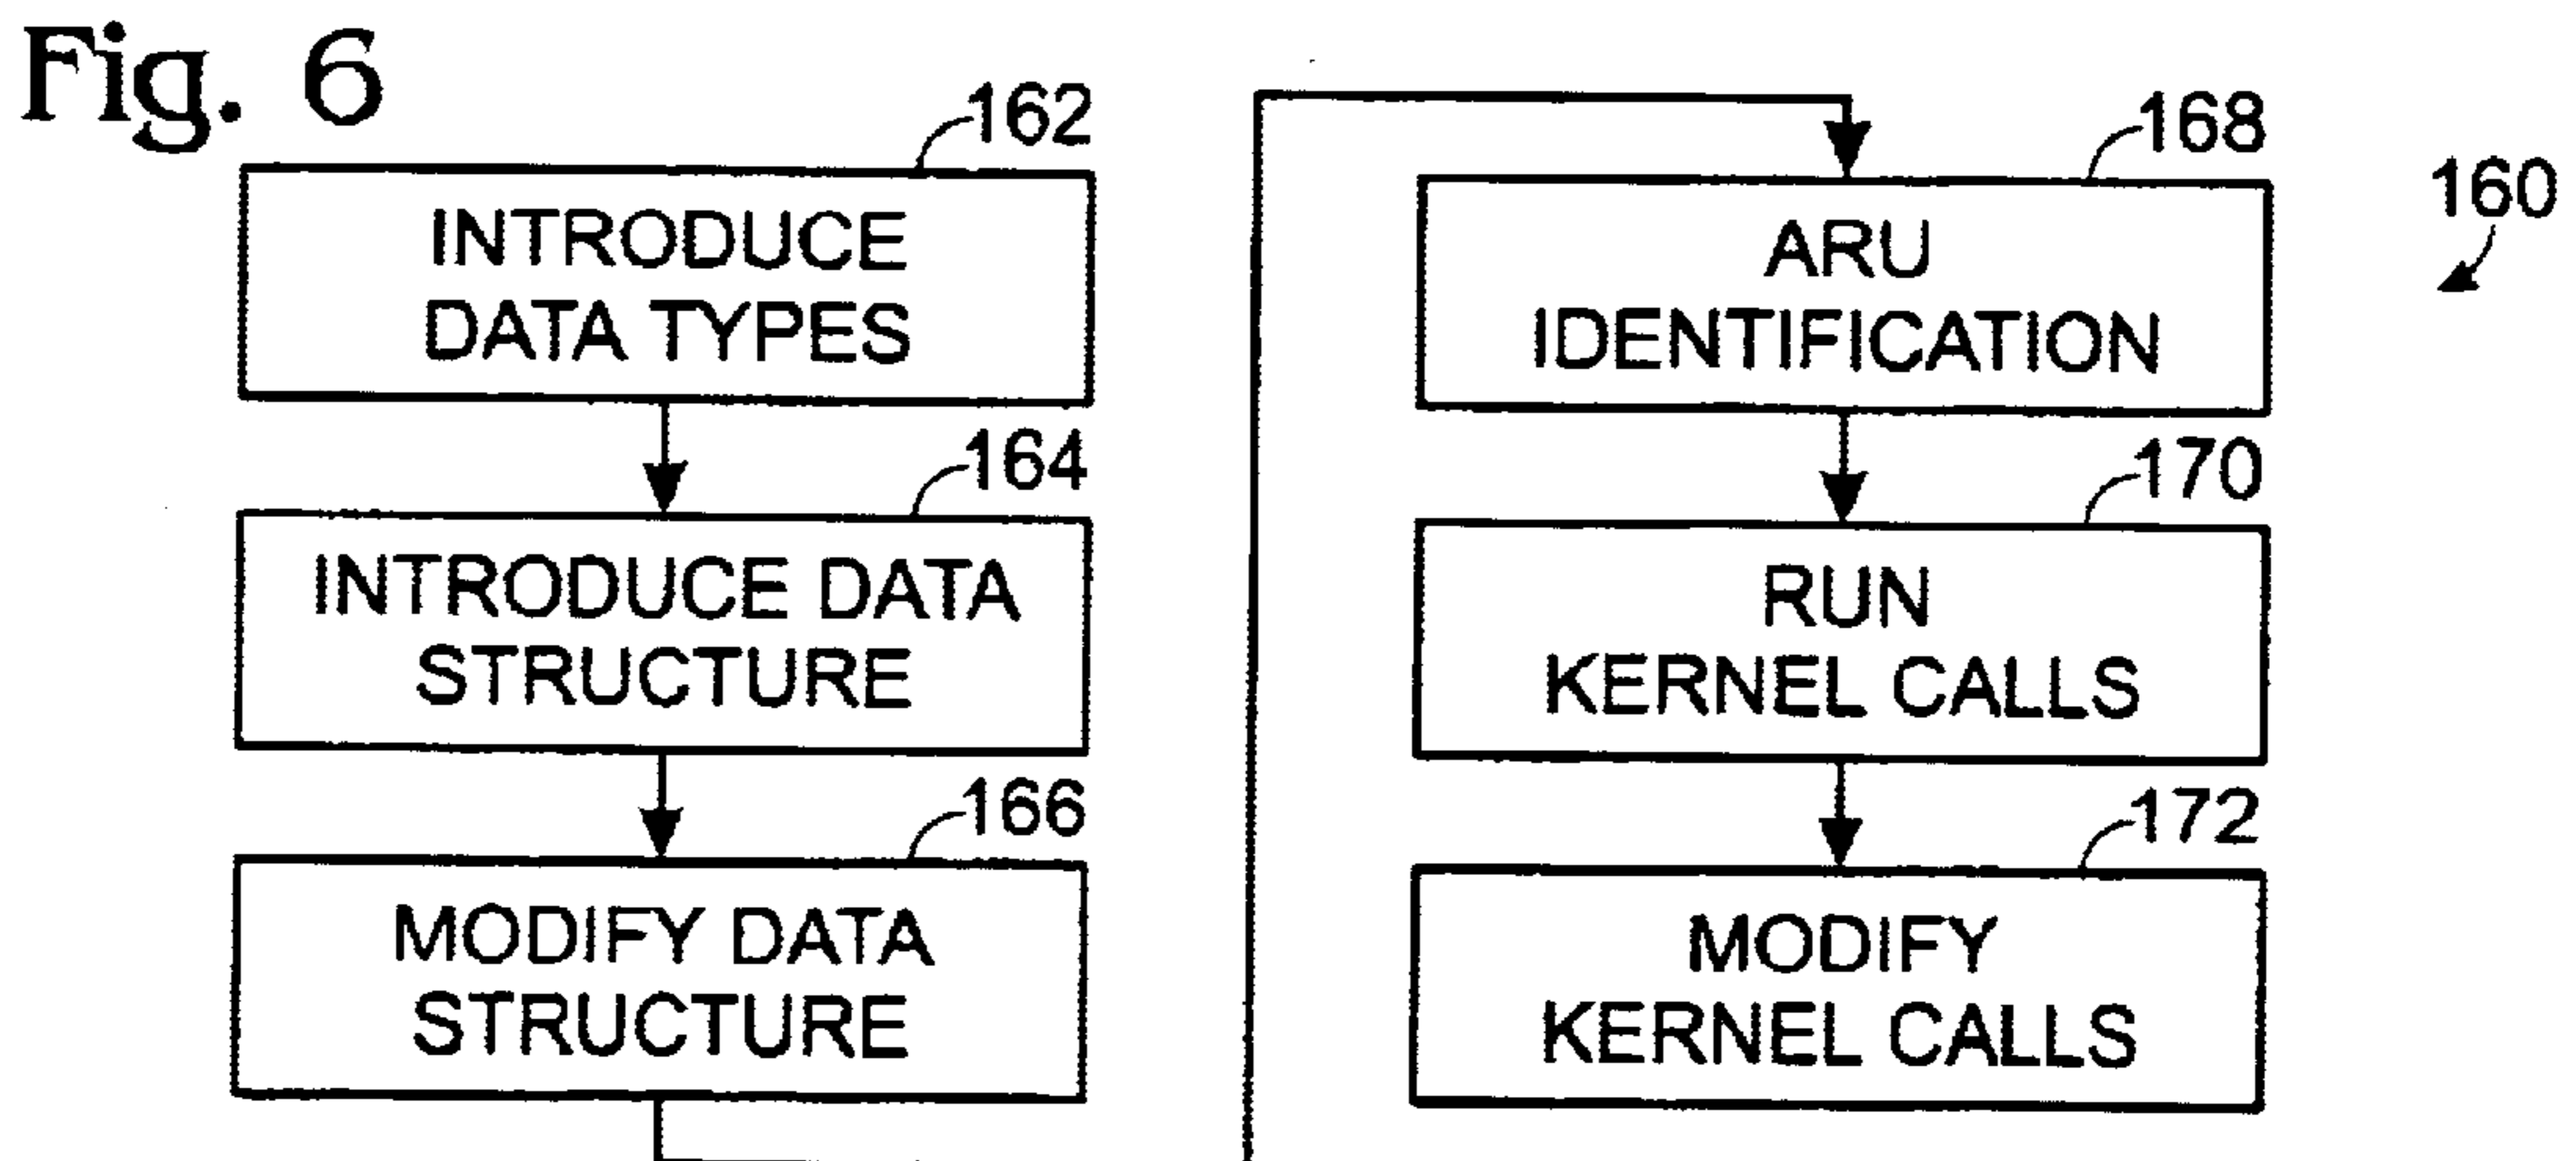 Fig. 6
162
INTRODUCE
DATA TYPES
164
INTRODUCE DATA
STRUCTURE
166
MODIFY DATA
STRUCTURE
168
ARU
IDENTIFICATION
170
RUN
KERNEL CALLS
172
MODIFY
KERNEL CALLS
160